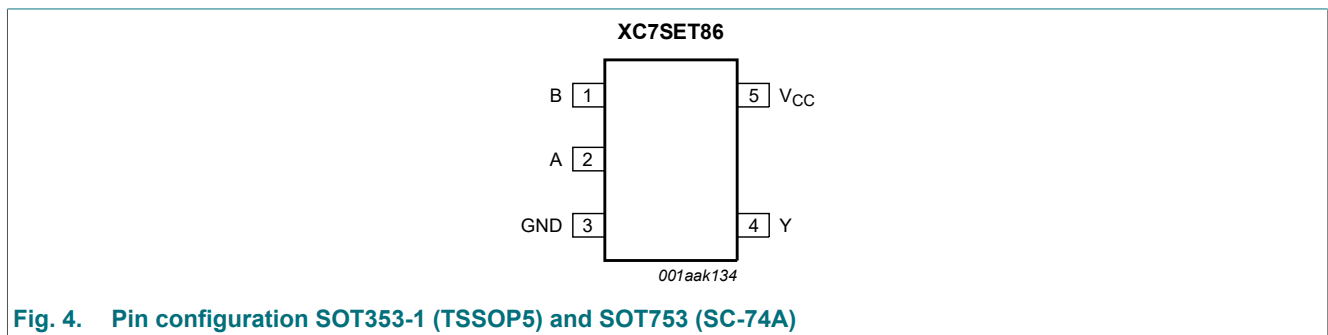 XC7SET86
B 1 5 VCC
A 2
GND 3 4 Y
001aak134
Fig. 4. Pin configuration SOT353-1 (TSSOP5) and SOT753 (SC-74A)